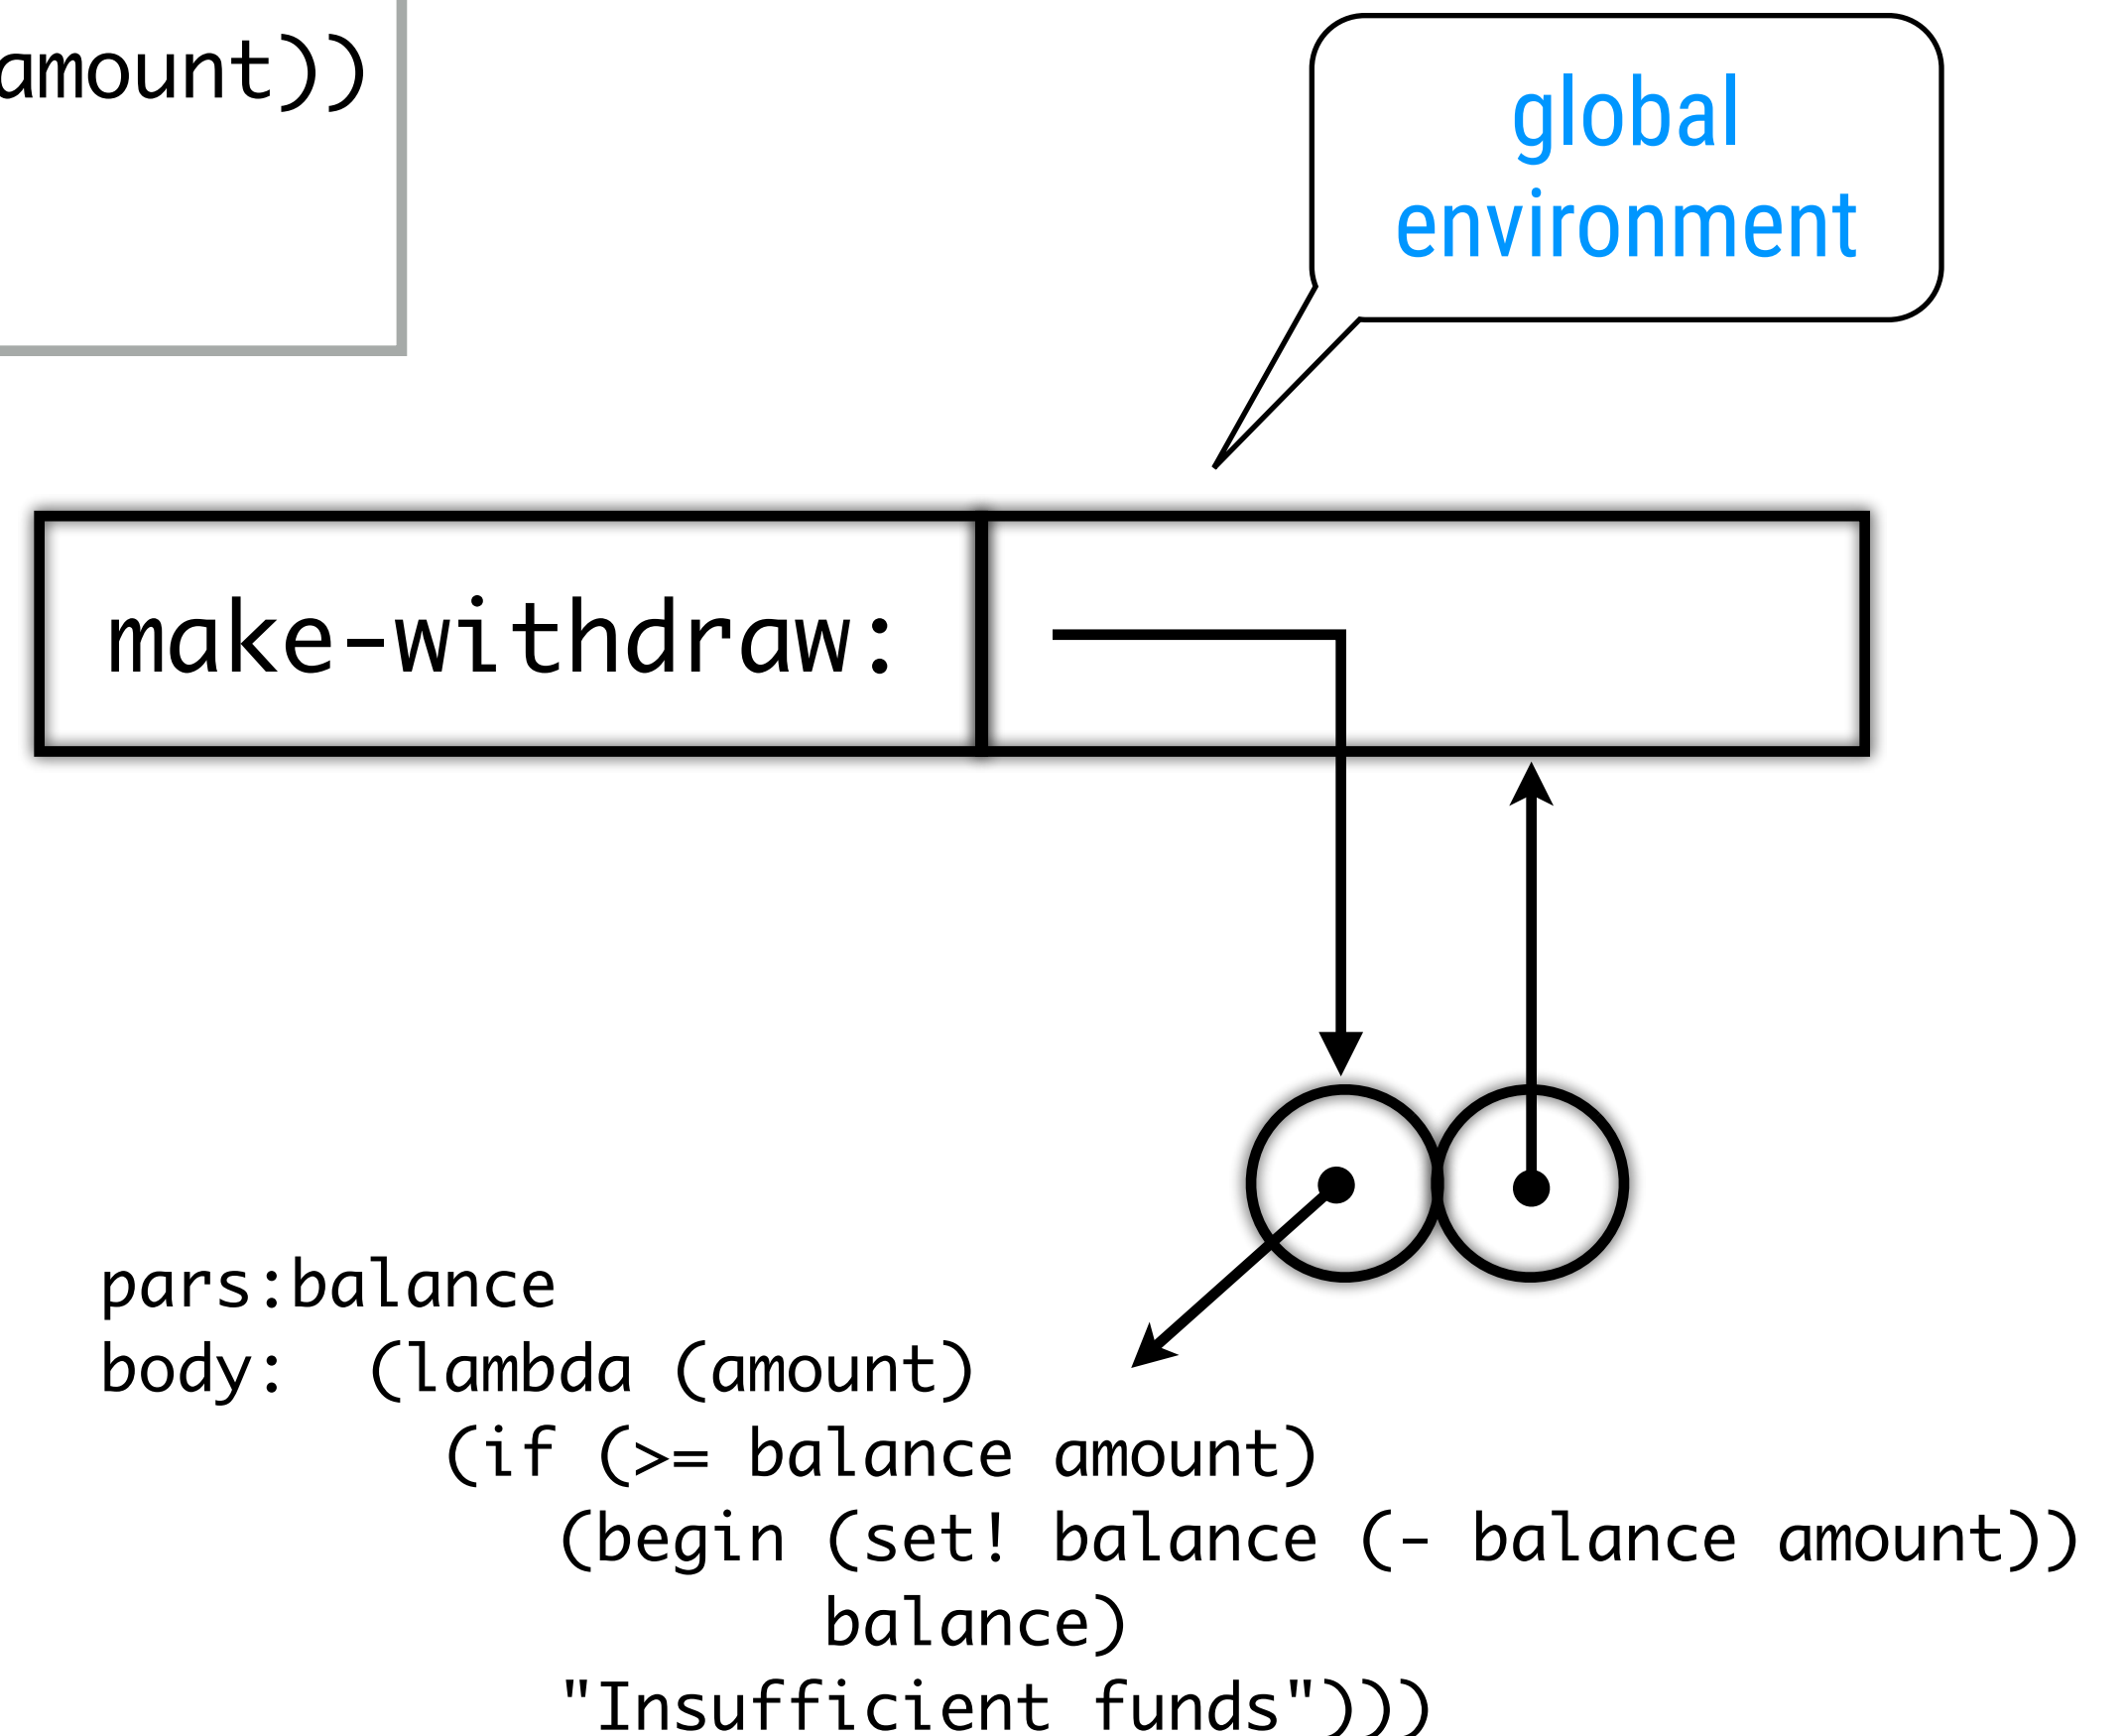 amount))
global
environment
make-withdraw:
pars:balance
body:  (lambda (amount)
         (if (>= balance amount)
            (begin (set! balance (- balance amount))
                   balance)
            "Insufficient funds")))